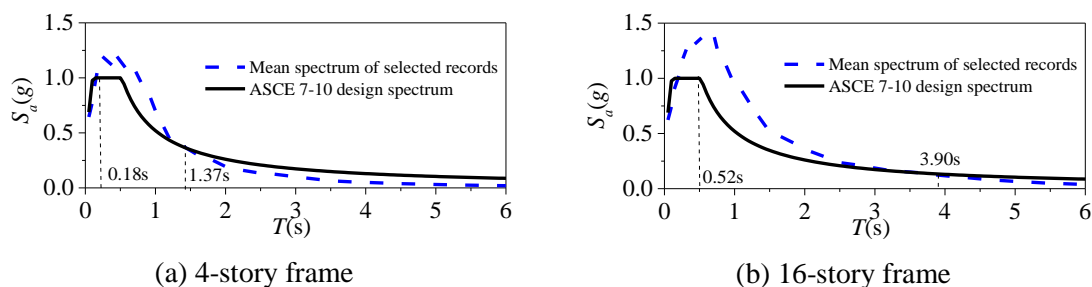 1.5
1.0
0.5
0.0
S_a(g)
Mean spectrum of selected records
ASCE 7-10 design spectrum
0.18s
1.37s
0 1 2 3 4 5 6
T(s)
(a) 4-story frame
1.5
1.0
0.5
0.0
S_a(g)
Mean spectrum of selected records
ASCE 7-10 design spectrum
3.90s
0.52s
0 1 2 3 4 5 6
T(s)
(b) 16-story frame